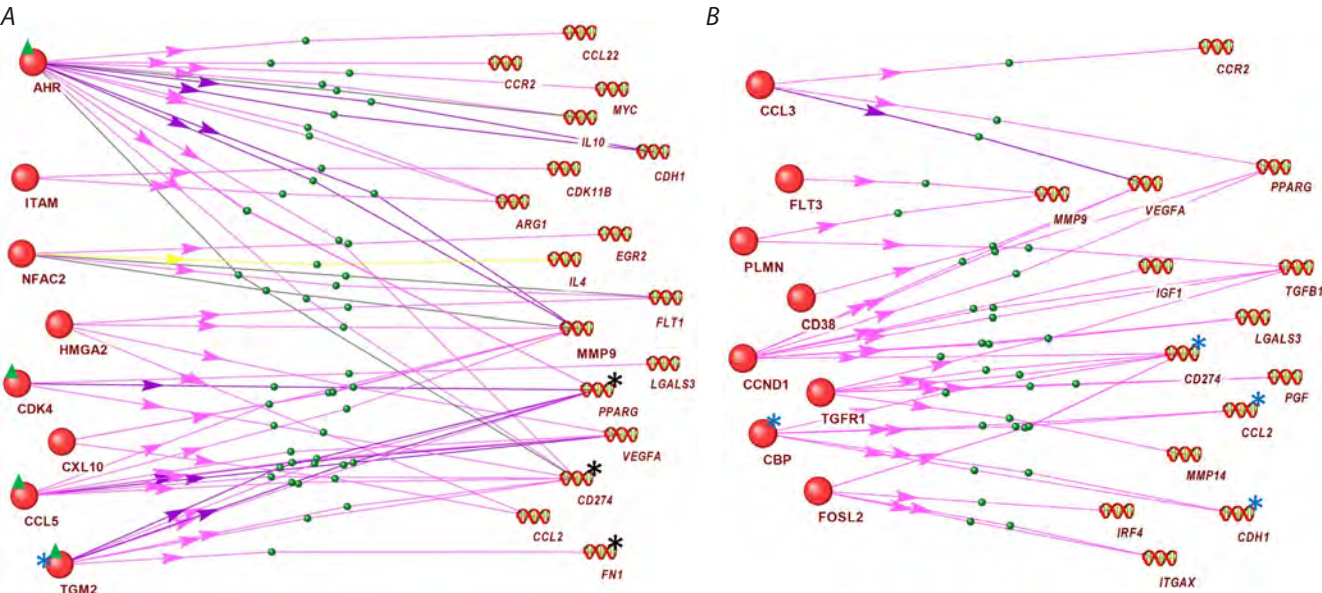 A
AHR
ITAM
NFAC2
HMGA2
CDK4
CXL10
CCL5
TGM2
CCL22
CCR2
MYC
IL10
CDH1
CDK11B
ARG1
EGR2
IL4
FLT1
MMP9
LGALS3
PPARG
VEGFA
CD274
CCL2
FN1
B
CCL3
FLT3
PLMN
CD38
CCND1
TGFR1
CBP
FOSL2
CCR2
PPARG
VEGFA
MMP9
TGFB1
IGF1
LGALS3
CD274
PGF
CCL2
MMP14
IRF4
CDH1
ITGAX